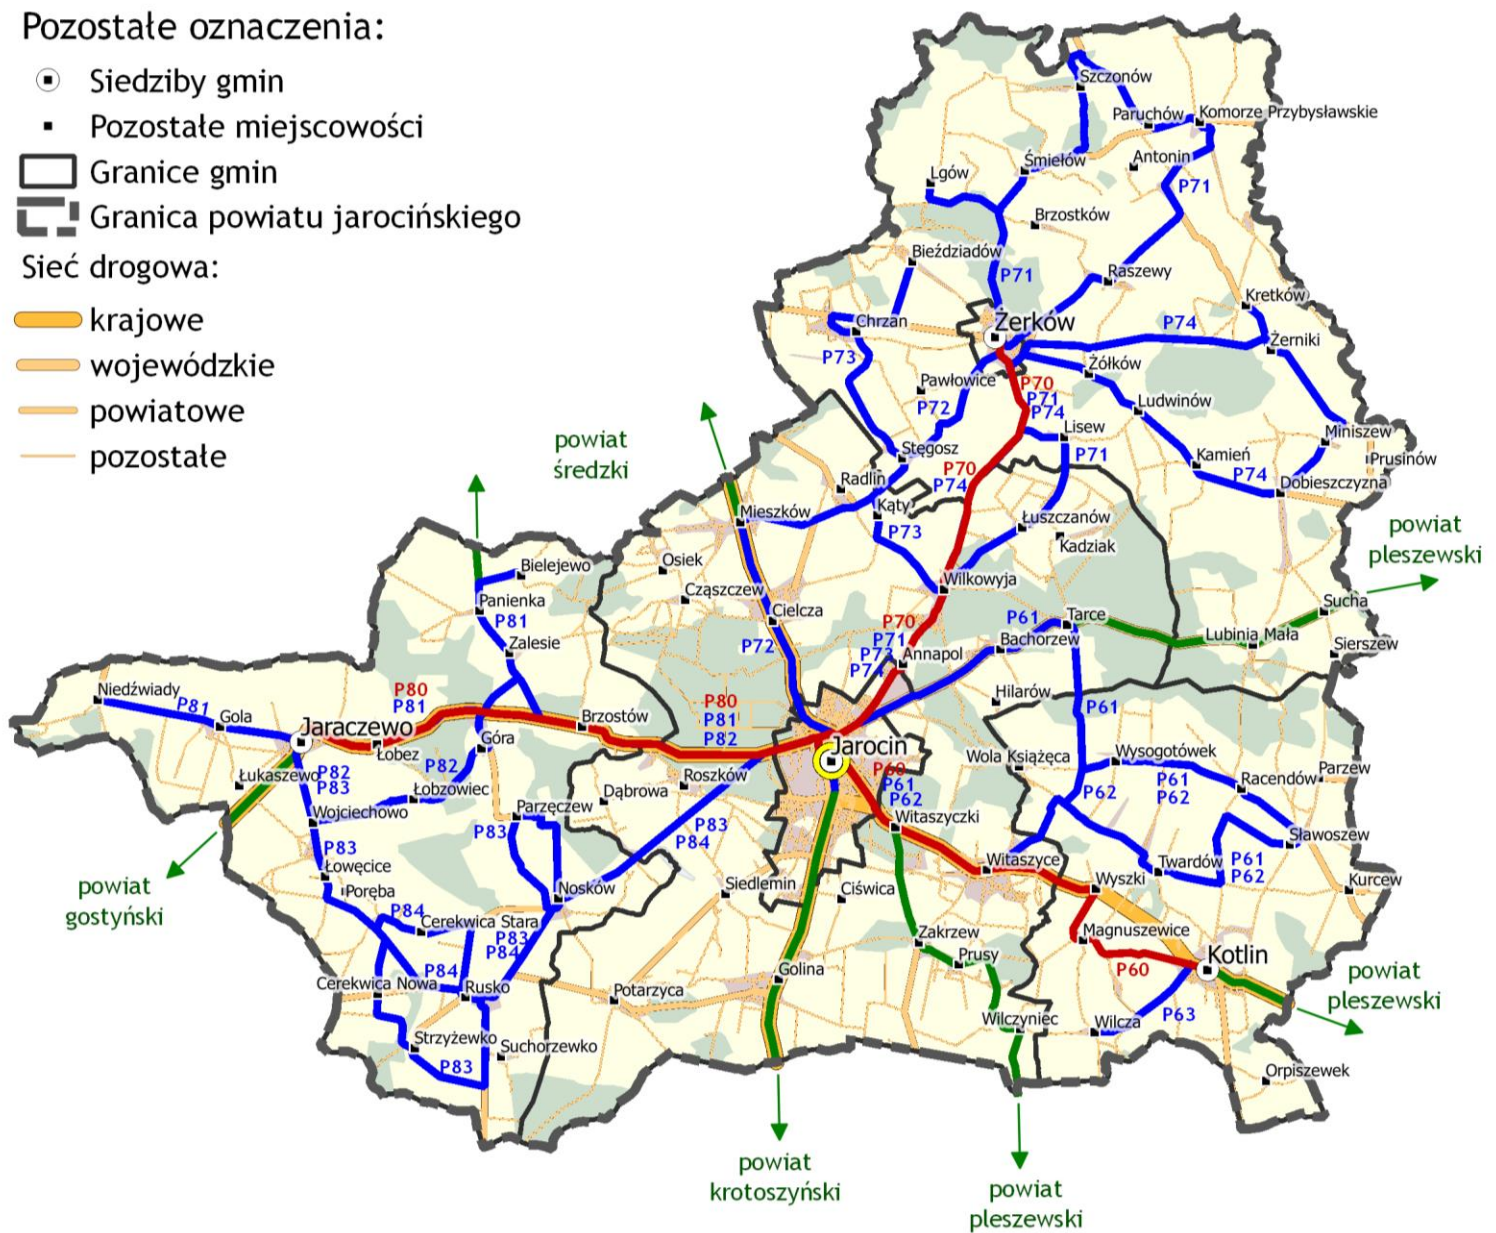 Pozostałe oznaczenia:
Siedziby gmin
Pozostałe miejscowości
Granice gmin
Granica powiatu jarocińskiego
Sieć drogowa:
krajowe
wojewódzkie
powiatowe
pozostałe
Szczonów
Paruchów
Komorze Przybysławskie
Śmiełów
Antonin
Lgów
P71
Brzostków
Bieździadów
P71
Raszewy
Kretków
Chrzan
Żerków
P74
Żerniki
P73
Żółków
Pawłowice
P70
P71
P74
P72
Ludwinów
Lisew
Miniszew
powiat
średzki
Stęgosz
P71
Kamień
Prusinów
P70
P74
P74
Dobieszczyzna
Radlin
Mieszków
Kąty
Łuszczanów
powiat
pleszewski
P73
Kadziak
Osiek
Bielejewo
Wilkowyja
Cząszczew
Panienka
Sucha
P81
Cielcza
P70
P61
Tarce
Lubinia Mała
Zalesie
P72
P71
P73
P74
Bachorzew
Sierszew
Annapol
Niedźwiady
P81
P80
P81
P80
P81
P82
Hilarów
P61
Gola
Jaraczewo
Brzostów
Łobez
Góra
Jarocin
Wola Książęca
Wysogotówek
Łukaszewo
P82
P83
P82
Roszków
P60
P61
P62
P61
P62
Racendów
Parzew
Łobzowiec
Dąbrowa
P62
Wojciechowo
Parzęczew
P83
P83
P84
Witaszyczki
Sławoszew
P83
Łowęcice
Witaszyce
Twardów
P61
P62
powiat
gostyński
Poręba
Nosków
Siedlemin
Ciświca
Wyszki
Kurcew
P84
Cerekwica Stara
P83
P84
Zakrzew
Magnuszewice
Prusy
Kotlin
P84
Golina
P60
powiat
pleszewski
Cerekwica Nowa
Rusko
Potarzyca
Wilczyniec
Wilcza
P63
Strzyżewko
Suchorzewko
P83
Orpiszewek
powiat
krotoszyński
powiat
pleszewski